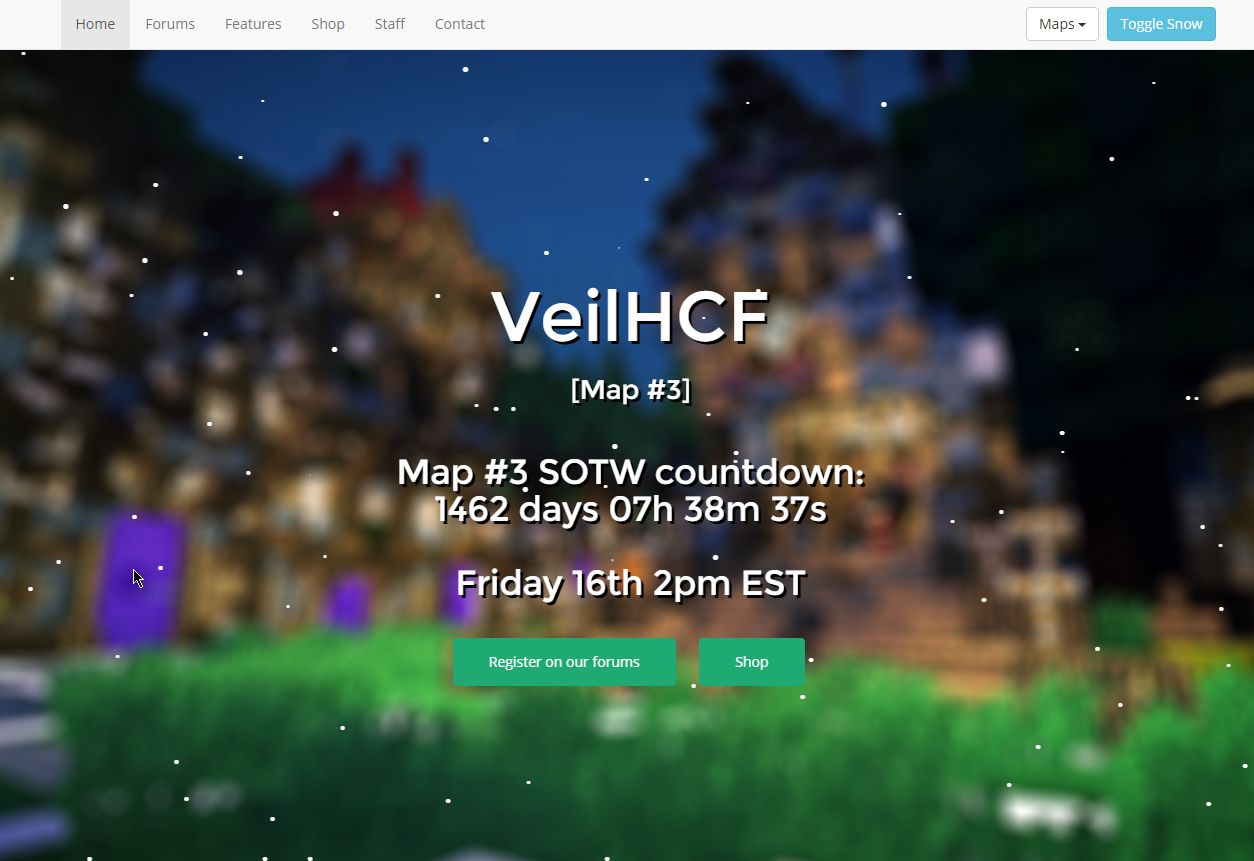 Home Forums Features Shop Staff Contact Maps Toggle Snow
VeilHCF
[Map #3]
Map #3 SOTW countdown:
1462 days 07h 38m 37s
Friday 16th 2pm EST
Register on our forums Shop